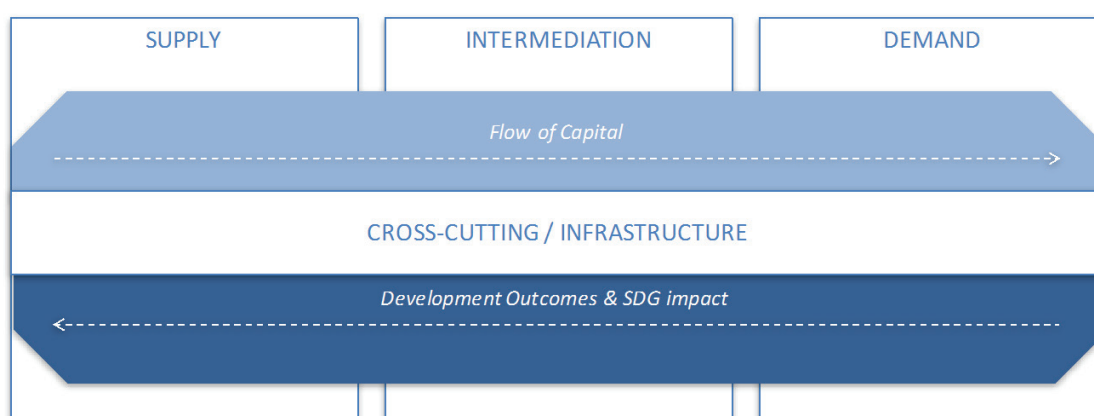 SUPPLY
INTERMEDIATION
DEMAND
Flow of Capital
CROSS-CUTTING / INFRASTRUCTURE
Development Outcomes & SDG impact